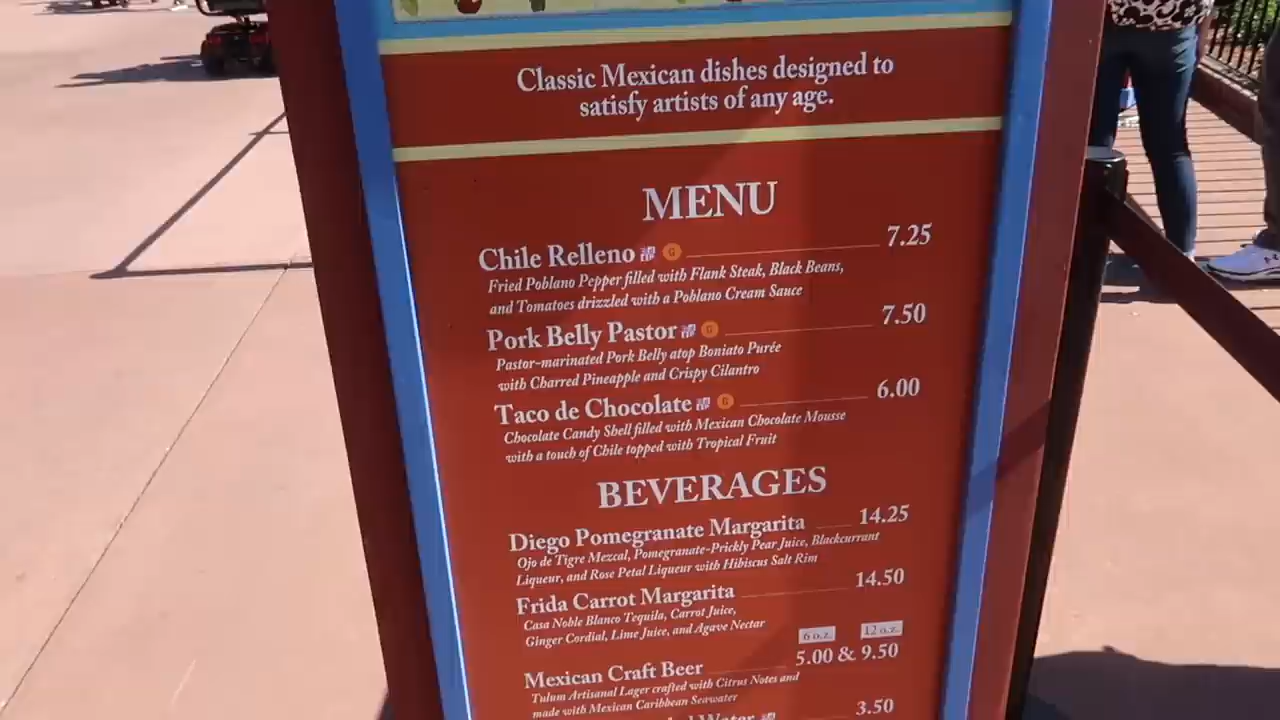 Classic Mexican dishes designed to
satisfy artists of any age.
MENU
Chile Relleno G 7.25
Fried Poblano Pepper filled with Flank Steak, Black Beans,
and Tomatoes drizzled with a Poblano Cream Sauce
Pork Belly Pastor G 7.50
Pastor-marinated Pork Belly atop Boniato Purée
with Charred Pineapple and Crispy Cilantro
Taco de Chocolate G 6.00
Chocolate Candy Shell filled with Mexican Chocolate Mousse
with a touch of Chile topped with Tropical Fruit
BEVERAGES
Diego Pomegranate Margarita 14.25
Ojo de Tigre Mezcal, Pomegranate-Prickly Pear Juice, Blackcurrant
Liqueur, and Rose Petal Liqueur with Hibiscus Salt Rim
Frida Carrot Margarita 14.50
Casa Noble Blanco Tequila, Carrot Juice,
Ginger Cordial, Lime Juice, and Agave Nectar
6 o.z. 12 o.z.
Mexican Craft Beer 5.00 & 9.50
Tulum Artisanal Lager crafted with Citrus Notes and
made with Mexican Caribbean Seawater
Water 3.50